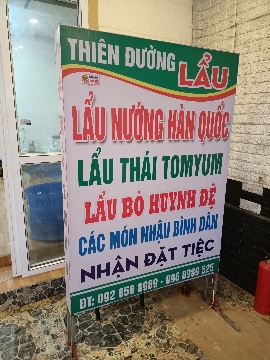 THIÊN ĐƯỜNG
LẨU
LẨU NƯỚNG HÀN QUỐC
LẨU THÁI TOMYUM
LẨU BÒ HUYNH ĐỆ
CÁC MÓN NHẬU BÌNH DÂN
NHẬN ĐẶT TIỆC